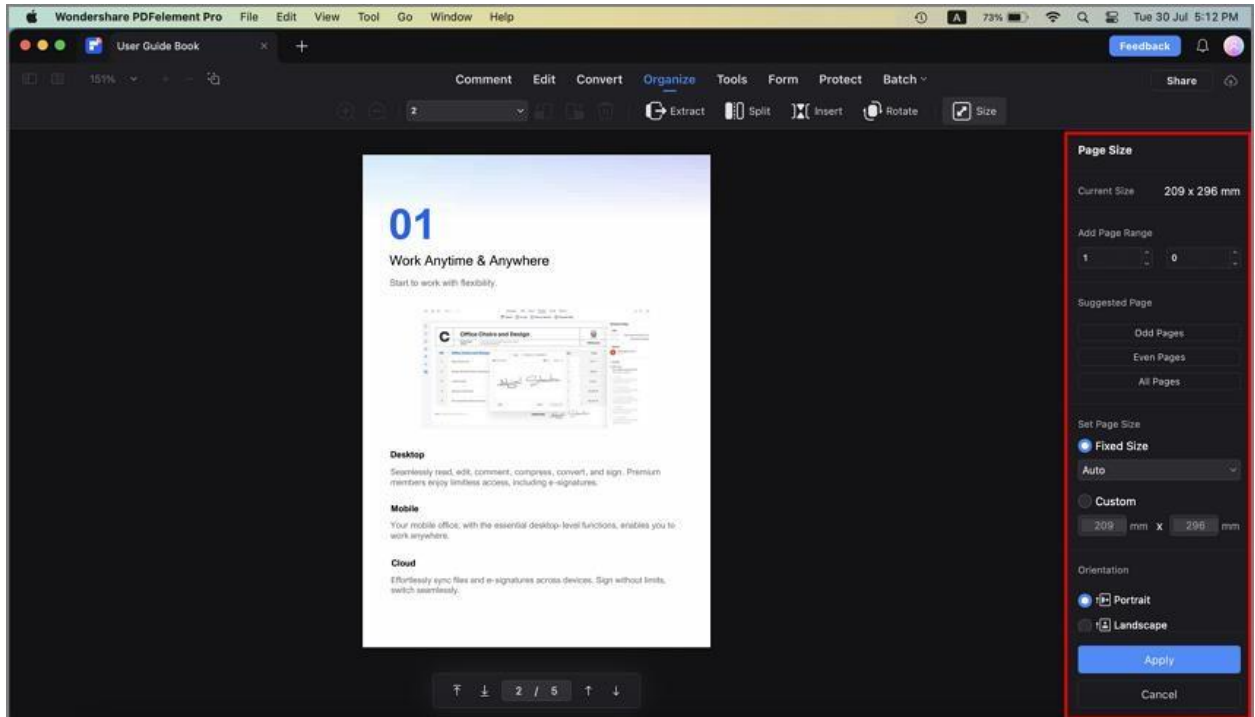 Wondershare PDFelement Pro File Edit View Tool Go Window Help A 73% Tue 30 Jul 5:12 PM
User Guide Book × + Feedback
151% Comment Edit Convert Organize Tools Form Protect Batch Share
2 Extract Split Insert Rotate Size
Page Size
Current Size 209 x 296 mm
Add Page Range
1 0
Suggested Page
Odd Pages
Even Pages
All Pages
Set Page Size
Fixed Size
Auto
Custom
209 mm x 296 mm
Orientation
Portrait
Landscape
Apply
Cancel
01
Work Anytime & Anywhere
Start to work with flexibility.
C Office Chairs and Design
Desktop
Seamlessly read, edit, comment, compress, convert, and sign. Premium
members enjoy limitless access, including e-signatures.
Mobile
Your mobile office, with the essential desktop-level functions, enables you to
work anywhere.
Cloud
Effortlessly sync files and e-signatures across devices. Sign without limits,
switch seamlessly.
2 / 5